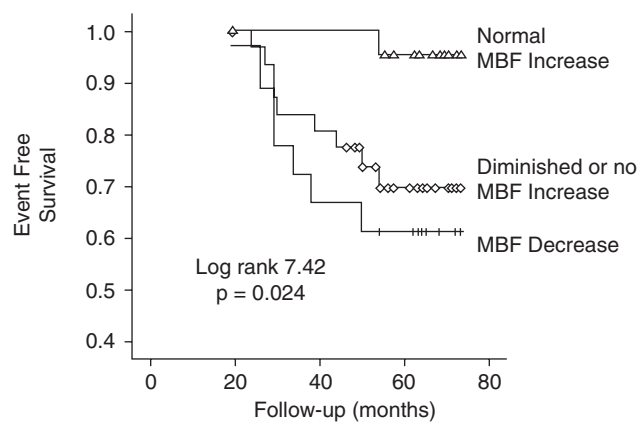 Event Free
Survival
1.0
0.9
0.8
0.7
0.6
0.5
0.4
Normal
MBF Increase
Diminished or no
MBF Increase
MBF Decrease
Log rank 7.42
p = 0.024
0 20 40 60 80
Follow-up (months)